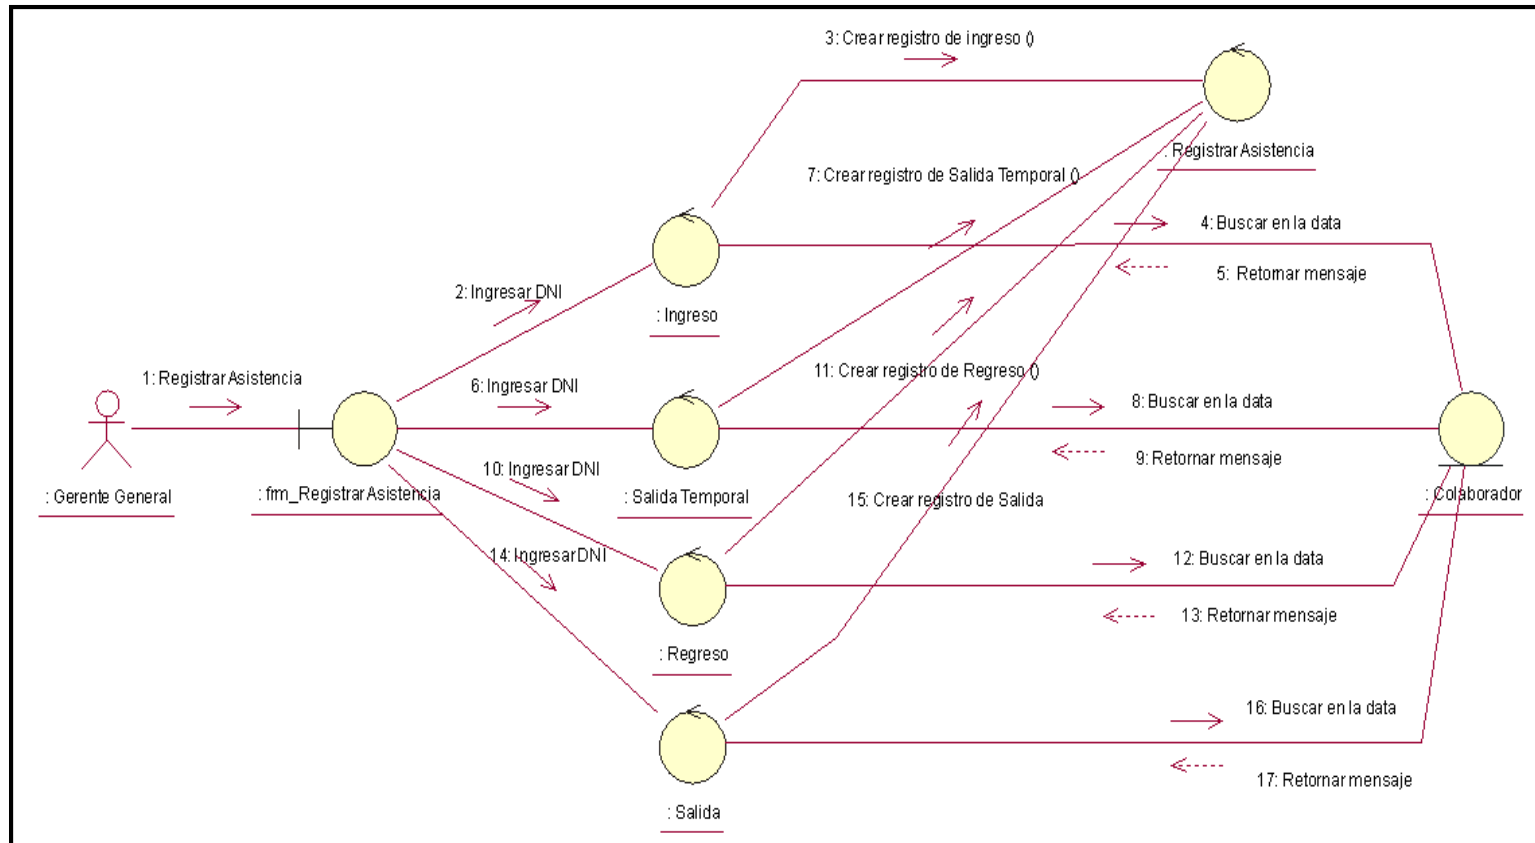 3: Crear registro de ingreso ()
: Registrar Asistencia
7: Crear registro de Salida Temporal ()
4: Buscar en la data
5: Retornar mensaje
2: Ingresar DNI
: Ingreso
1: Registrar Asistencia
6: Ingresar DNI
11: Crear registro de Regreso ()
8: Buscar en la data
9: Retornar mensaje
10: Ingresar DNI
: Gerente General
: frm_Registrar Asistencia
: Salida Temporal
15: Crear registro de Salida
: Colaborador
14: Ingresar DNI
12: Buscar en la data
13: Retornar mensaje
: Regreso
16: Buscar en la data
17: Retornar mensaje
: Salida